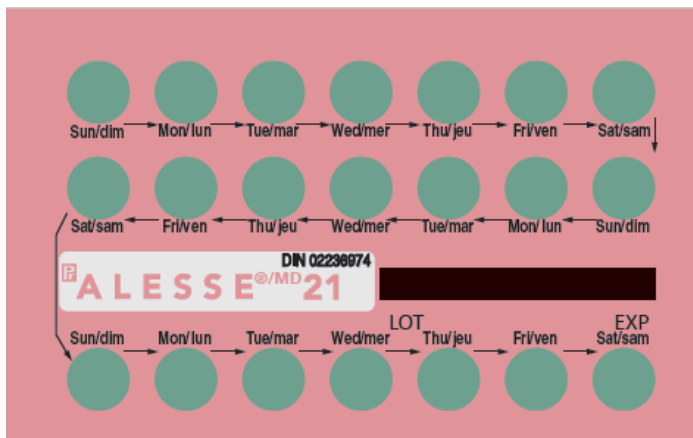 Sun/dim Mon/lun Tue/mar Wed/mer Thu/jeu Fri/ven Sat/sam
Sat/sam Fri/ven Thu/jeu Wed/mer Tue/mar Mon/lun Sun/dim
DIN 02236974
Pr ALESSE®/MD 21
LOT EXP
Sun/dim Mon/lun Tue/mar Wed/mer Thu/jeu Fri/ven Sat/sam